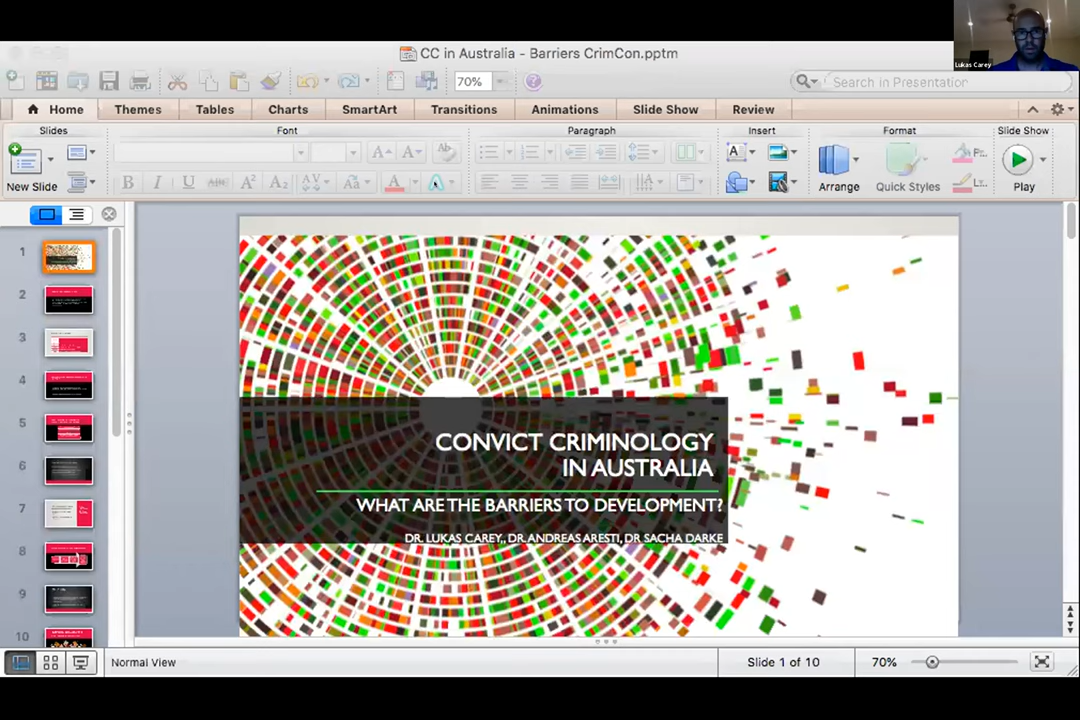 CC in Australia - Barriers CrimCon.pptm
Lukas Carey
70%
Search in Presentation
Home Themes Tables Charts SmartArt Transitions Animations Slide Show Review
Slides Font Paragraph Insert Format Slide Show
New Slide Arrange Quick Styles Play
1
2
3
4
5
6
7
8
9
10
CONVICT CRIMINOLOGY
IN AUSTRALIA
WHAT ARE THE BARRIERS TO DEVELOPMENT?
DR. LUKAS CAREY,, DR. ANDREAS ARESTI, DR SACHA DARKE
Normal View Slide 1 of 10 70%